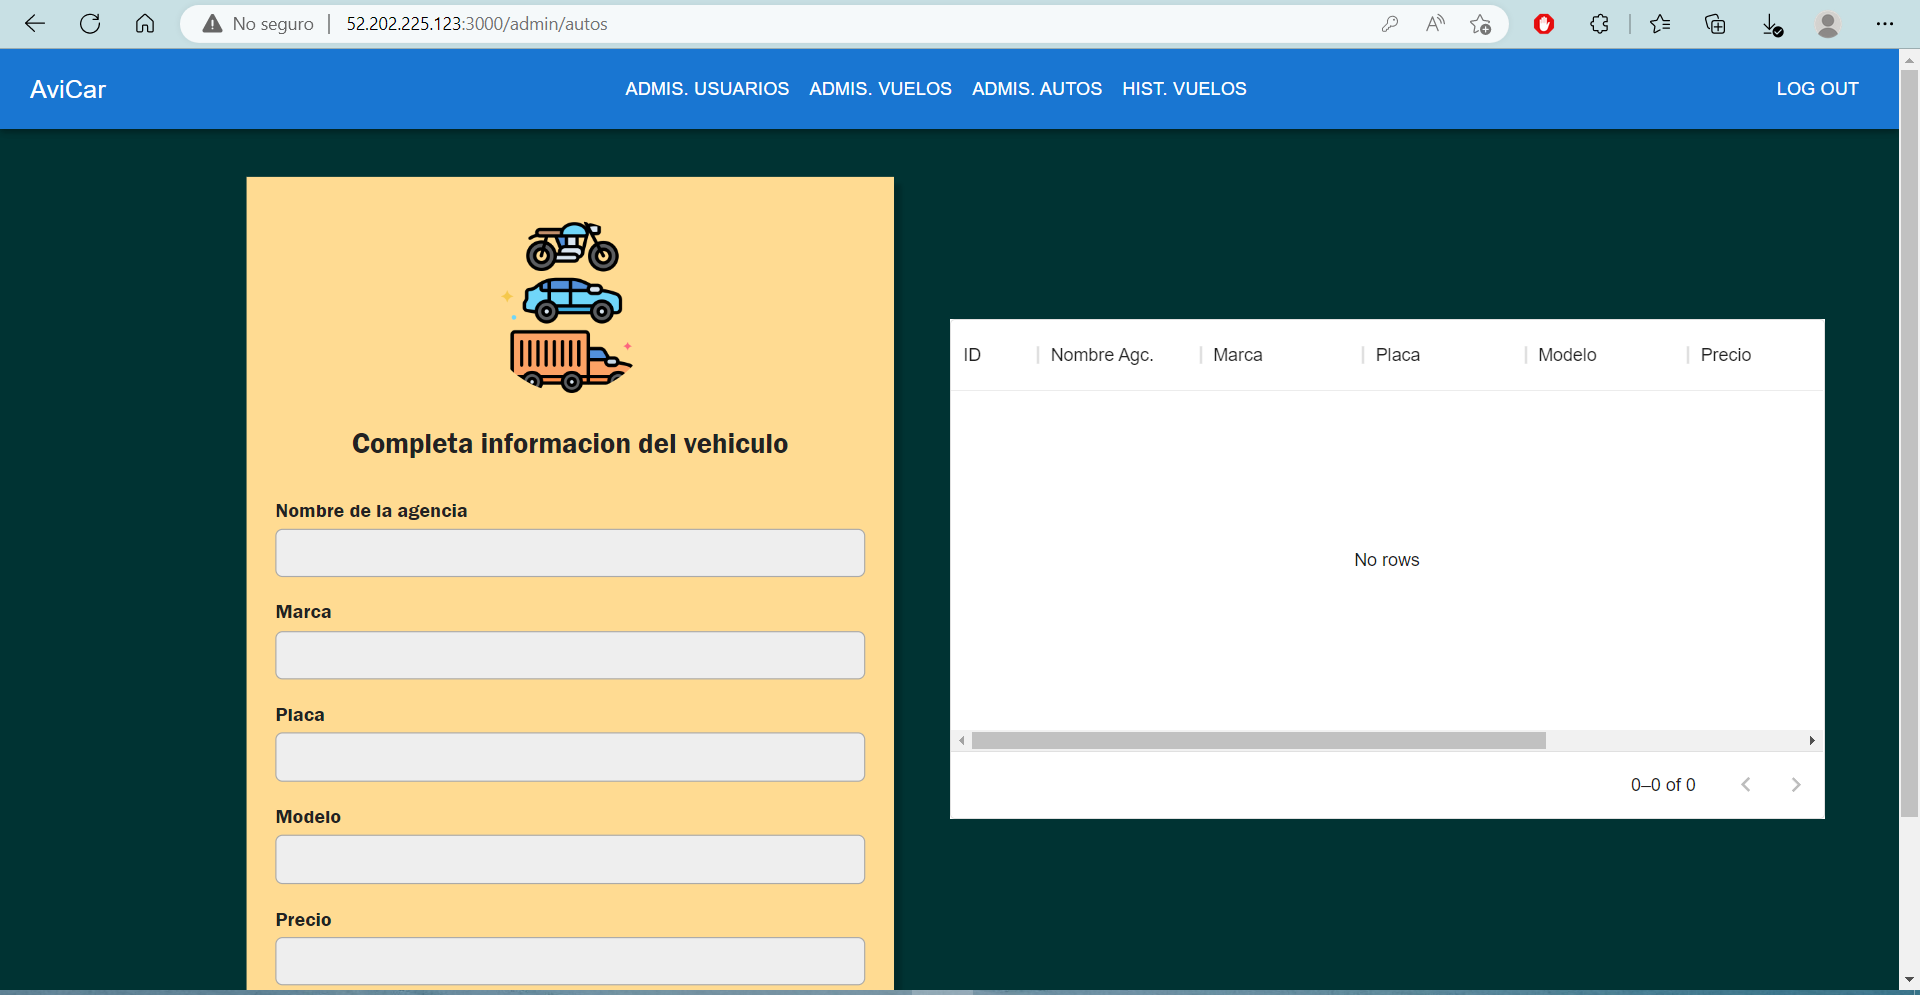 No seguro | 52.202.225.123:3000/admin/autos
AviCar ADMIS. USUARIOS ADMIS. VUELOS ADMIS. AUTOS HIST. VUELOS LOG OUT
Completa informacion del vehiculo
Nombre de la agencia
Marca
Placa
Modelo
Precio
ID Nombre Agc. Marca Placa Modelo Precio
No rows
0–0 of 0